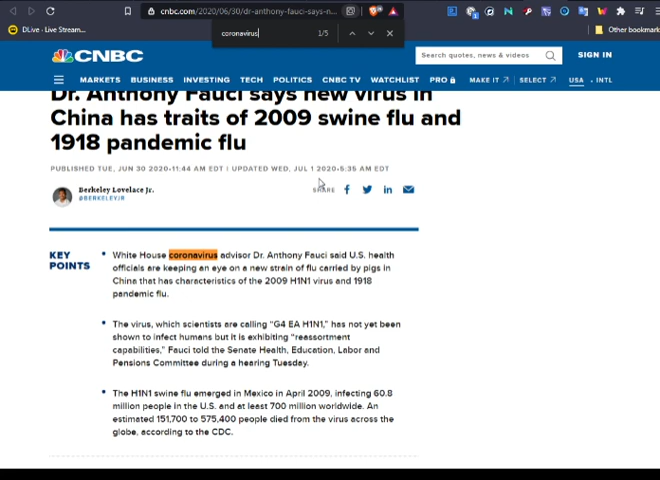 cnbc.com/2020/06/30/dr-anthony-fauci-says-n...
coronavirus
1/5
DLive - Live Stream...
Other bookmark
CNBC
Search quotes, news & videos
SIGN IN
MARKETS BUSINESS INVESTING TECH POLITICS CNBC TV WATCHLIST PRO MAKE IT SELECT USA INTL
Dr. Anthony Fauci says new virus in
China has traits of 2009 swine flu and
1918 pandemic flu
PUBLISHED TUE, JUN 30 2020•11:44 AM EDT | UPDATED WED, JUL 1 2020•5:35 AM EDT
Berkeley Lovelace Jr.
@BERKELEYJR
SHARE
KEY
POINTS
• White House coronavirus advisor Dr. Anthony Fauci said U.S. health
officials are keeping an eye on a new strain of flu carried by pigs in
China that has characteristics of the 2009 H1N1 virus and 1918
pandemic flu.
• The virus, which scientists are calling “G4 EA H1N1,” has not yet been
shown to infect humans but it is exhibiting “reassortment
capabilities,” Fauci told the Senate Health, Education, Labor and
Pensions Committee during a hearing Tuesday.
• The H1N1 swine flu emerged in Mexico in April 2009, infecting 60.8
million people in the U.S. and at least 700 million worldwide. An
estimated 151,700 to 575,400 people died from the virus across the
globe, according to the CDC.